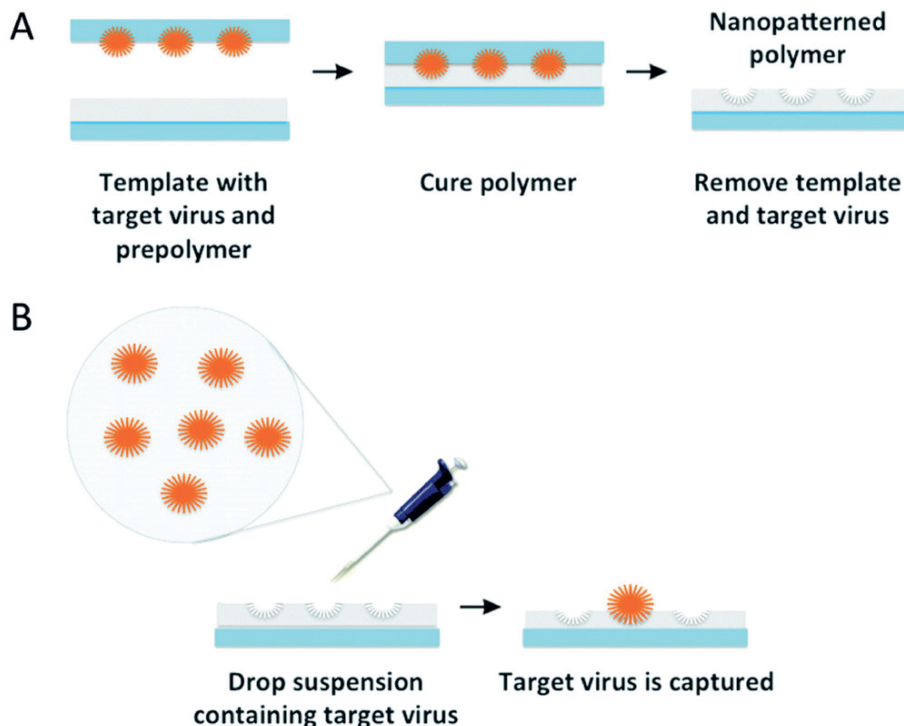 A
Template with
target virus and
prepolymer
Cure polymer
Nanopatterned
polymer
Remove template
and target virus
B
Drop suspension
containing target virus
Target virus is captured